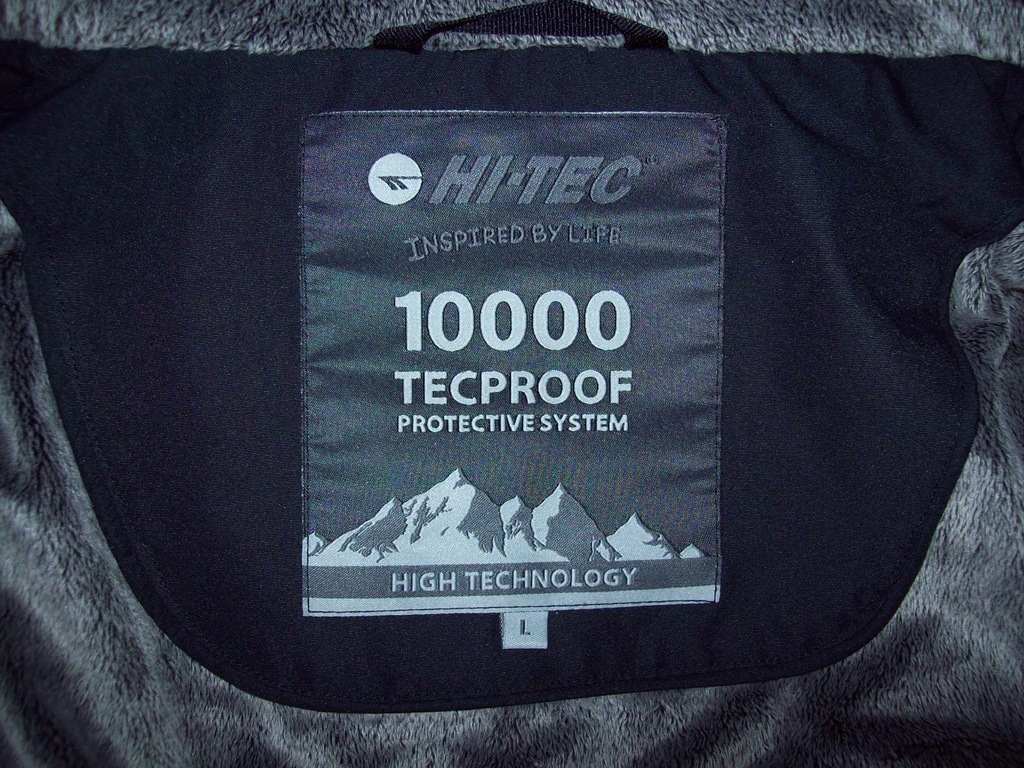 HI-TEC
INSPIRED BY LIFE
10000
TECPROOF
PROTECTIVE SYSTEM
HIGH TECHNOLOGY
L